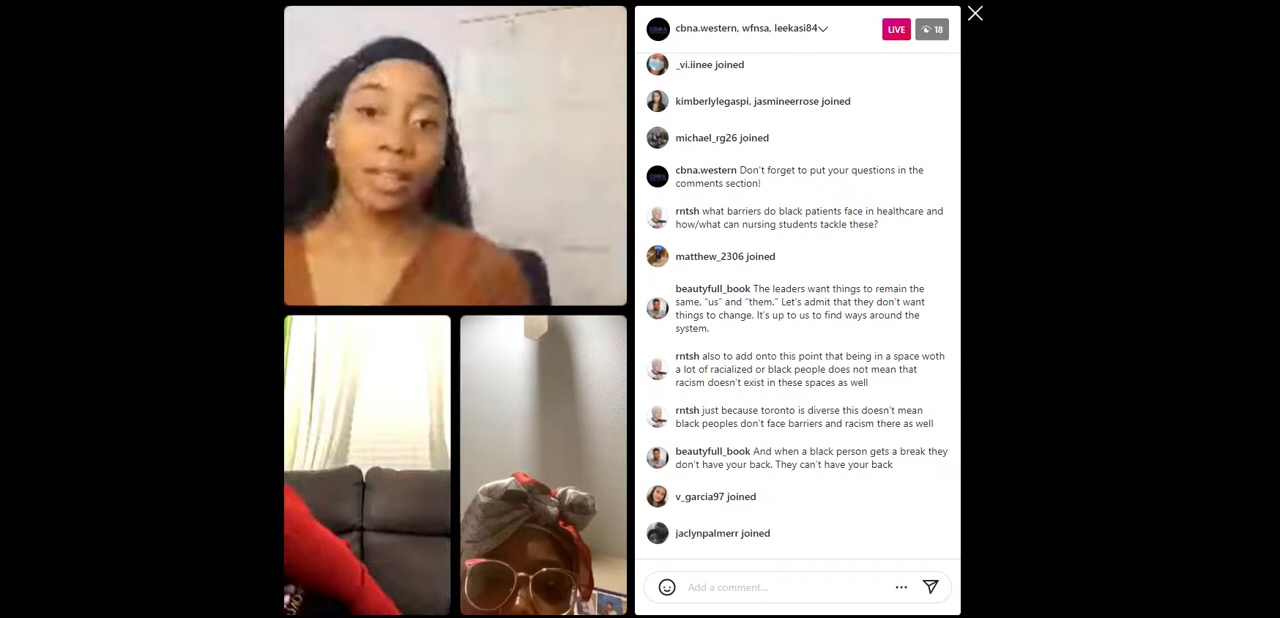 cbna.western, wfnsa, leekasi84
LIVE
18
_vi.iinee joined
kimberlylegaspi, jasmineerrose joined
michael_rg26 joined
cbna.western Don't forget to put your questions in the
comments section!
rntsh what barriers do black patients face in healthcare and
how/what can nursing students tackle these?
matthew_2306 joined
beautyfull_book The leaders want things to remain the
same, "us" and "them." Let's admit that they don't want
things to change. It's up to us to find ways around the
system.
rntsh also to add onto this point that being in a space woth
a lot of racialized or black people does not mean that
racism doesn't exist in these spaces as well
rntsh just because toronto is diverse this doesn't mean
black peoples don't face barriers and racism there as well
beautyfull_book And when a black person gets a break they
don't have your back. They can't have your back
v_garcia97 joined
jaclynpalmerr joined
Add a comment...